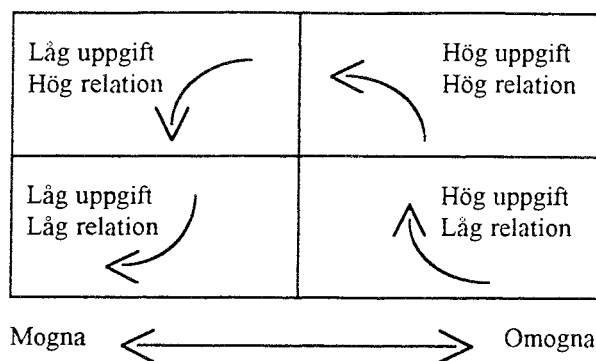 Låg uppgift
Hög relation
Hög uppgift
Hög relation
Låg uppgift
Låg relation
Hög uppgift
Låg relation
Mogna
Omogna